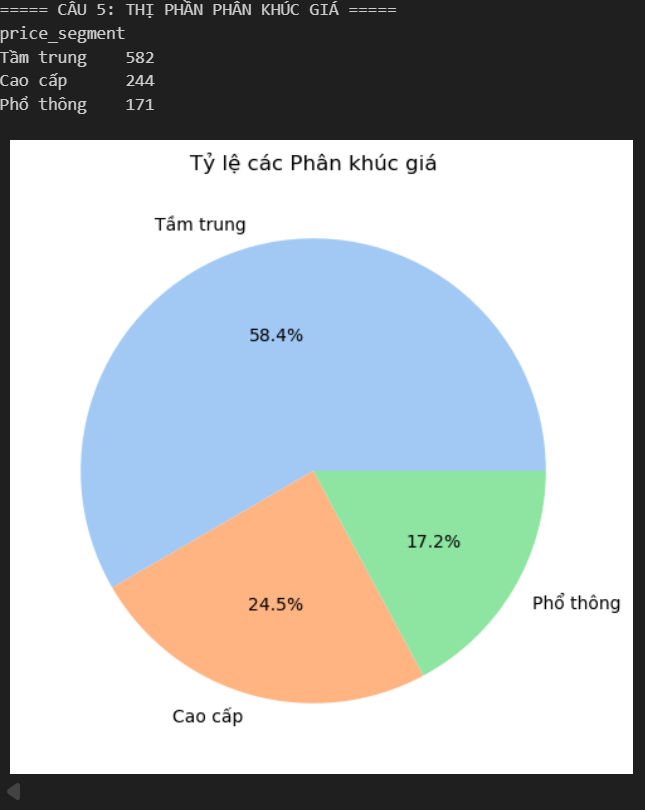 ===== CÂU 5: THỊ PHẦN PHÂN KHÚC GIÁ =====
price_segment
Tầm trung    582
Cao cấp      244
Phổ thông    171
Tỷ lệ các Phân khúc giá
Tầm trung
58.4%
17.2%
Phổ thông
24.5%
Cao cấp